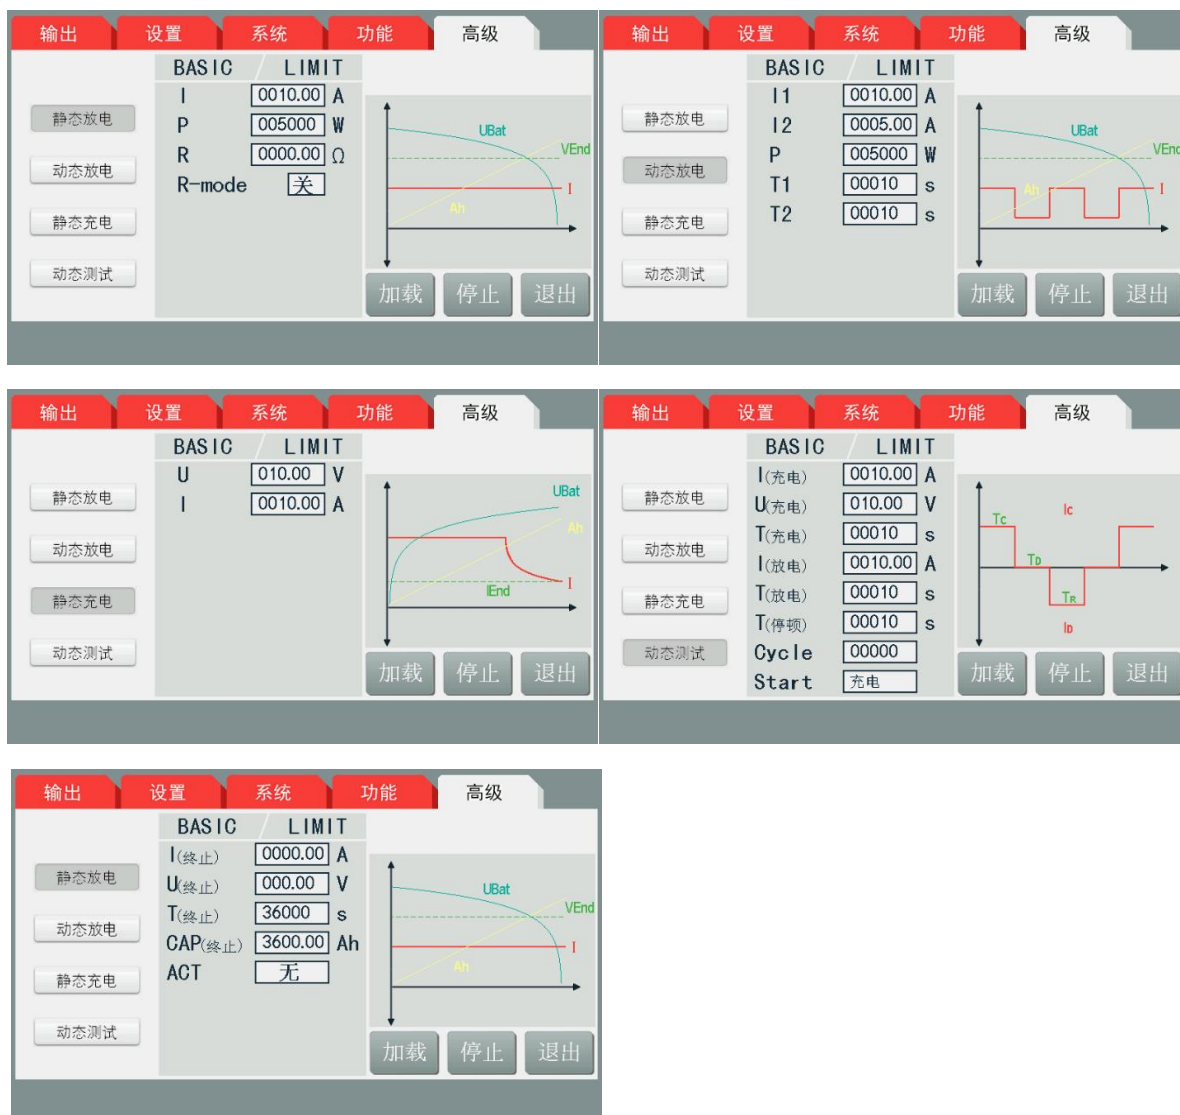 输出 设置 系统 功能 高级
BASIC / LIMIT
静态放电
动态放电
静态充电
动态测试
I 0010.00 A
P 005000 W
R 0000.00 Ω
R-mode 关
UBat
VEnd
I
Ah
加载 停止 退出
输出 设置 系统 功能 高级
BASIC / LIMIT
静态放电
动态放电
静态充电
动态测试
I1 0010.00 A
I2 0005.00 A
P 005000 W
T1 00010 s
T2 00010 s
UBat
VEnd
Ah I
加载 停止 退出
输出 设置 系统 功能 高级
BASIC / LIMIT
静态放电
动态放电
静态充电
动态测试
U 010.00 V
I 0010.00 A
UBat
Ah
IEnd I
加载 停止 退出
输出 设置 系统 功能 高级
BASIC / LIMIT
静态放电
动态放电
静态充电
动态测试
I(充电) 0010.00 A
U(充电) 010.00 V
T(充电) 00010 s
I(放电) 0010.00 A
T(放电) 00010 s
T(停顿) 00010 s
Cycle 00000
Start 充电
Tc Ic
TD
TR
ID
加载 停止 退出
输出 设置 系统 功能 高级
BASIC / LIMIT
静态放电
动态放电
静态充电
动态测试
I(终止) 0000.00 A
U(终止) 000.00 V
T(终止) 36000 s
CAP(终止) 3600.00 Ah
ACT 无
UBat
VEnd
I
Ah
加载 停止 退出